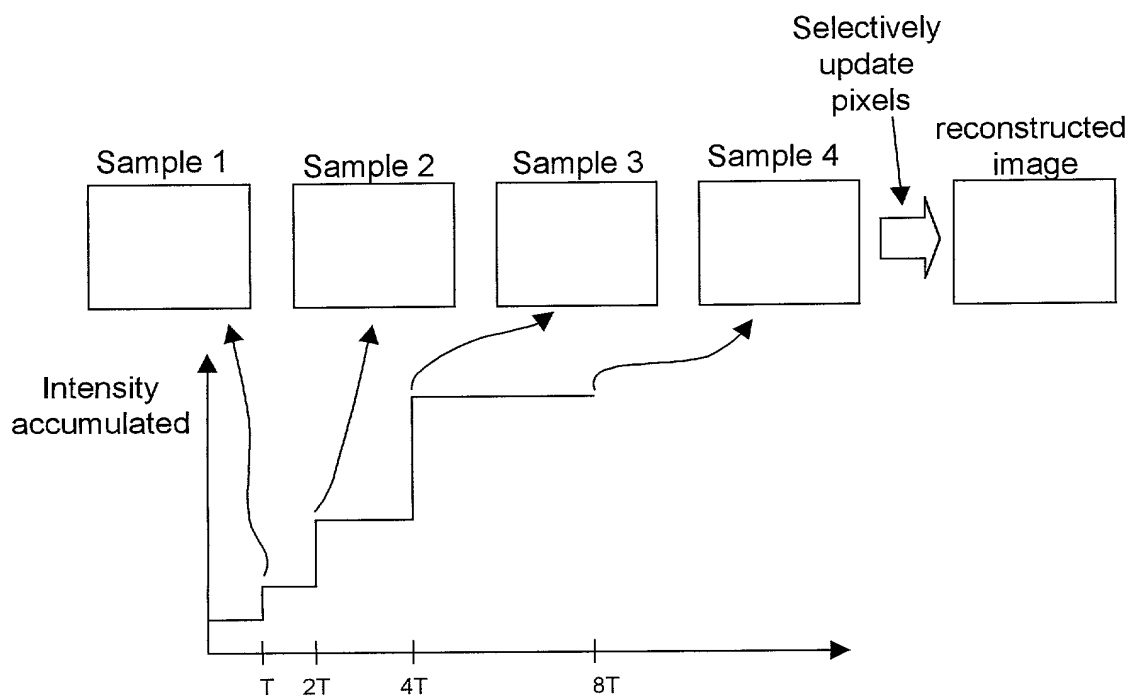 Selectively
update
pixels
Sample 1
Sample 2
Sample 3
Sample 4
reconstructed
image
Intensity
accumulated
T
2T
4T
8T